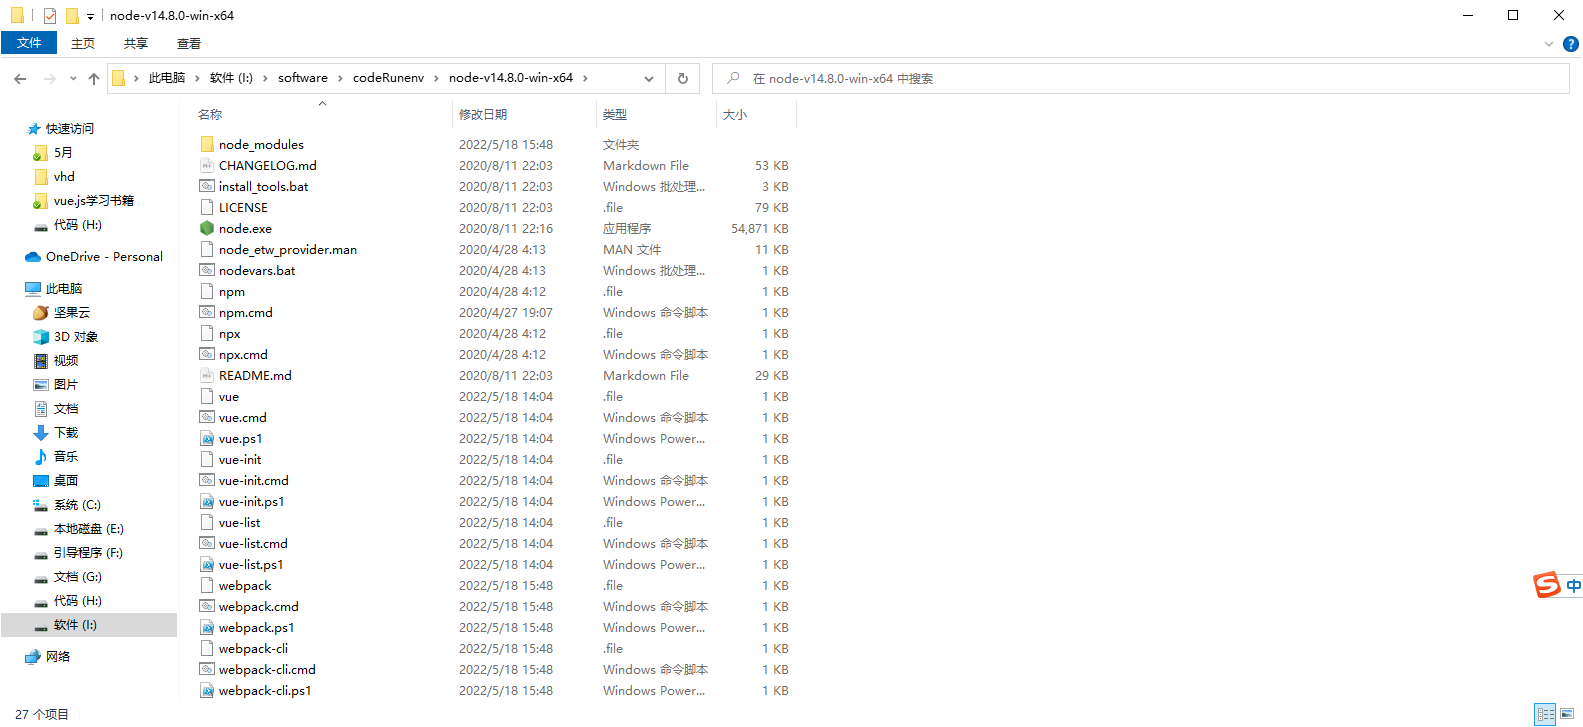 node-v14.8.0-win-x64
文件 主页 共享 查看
此电脑 软件 (I:) software codeRunenv node-v14.8.0-win-x64
在 node-v14.8.0-win-x64 中搜索
快速访问
5月
vhd
vue.js学习书籍
代码 (H:)
OneDrive - Personal
此电脑
坚果云
3D 对象
视频
图片
文档
下载
音乐
桌面
系统 (C:)
本地磁盘 (E:)
引导程序 (F:)
文档 (G:)
代码 (H:)
软件 (I:)
网络
名称 修改日期 类型 大小
node_modules 2022/5/18 15:48 文件夹
CHANGELOG.md 2020/8/11 22:03 Markdown File 53 KB
install_tools.bat 2020/8/11 22:03 Windows 批处理... 3 KB
LICENSE 2020/8/11 22:03 .file 79 KB
node.exe 2020/8/11 22:16 应用程序 54,871 KB
node_etw_provider.man 2020/4/28 4:13 MAN 文件 11 KB
nodevars.bat 2020/4/28 4:13 Windows 批处理... 1 KB
npm 2020/4/28 4:12 .file 1 KB
npm.cmd 2020/4/27 19:07 Windows 命令脚本 1 KB
npx 2020/4/28 4:12 .file 1 KB
npx.cmd 2020/4/28 4:12 Windows 命令脚本 1 KB
README.md 2020/8/11 22:03 Markdown File 29 KB
vue 2022/5/18 14:04 .file 1 KB
vue.cmd 2022/5/18 14:04 Windows 命令脚本 1 KB
vue.ps1 2022/5/18 14:04 Windows Power... 1 KB
vue-init 2022/5/18 14:04 .file 1 KB
vue-init.cmd 2022/5/18 14:04 Windows 命令脚本 1 KB
vue-init.ps1 2022/5/18 14:04 Windows Power... 1 KB
vue-list 2022/5/18 14:04 .file 1 KB
vue-list.cmd 2022/5/18 14:04 Windows 命令脚本 1 KB
vue-list.ps1 2022/5/18 14:04 Windows Power... 1 KB
webpack 2022/5/18 15:48 .file 1 KB
webpack.cmd 2022/5/18 15:48 Windows 命令脚本 1 KB
webpack.ps1 2022/5/18 15:48 Windows Power... 1 KB
webpack-cli 2022/5/18 15:48 .file 1 KB
webpack-cli.cmd 2022/5/18 15:48 Windows 命令脚本 1 KB
webpack-cli.ps1 2022/5/18 15:48 Windows Power... 1 KB
S 中
27 个项目